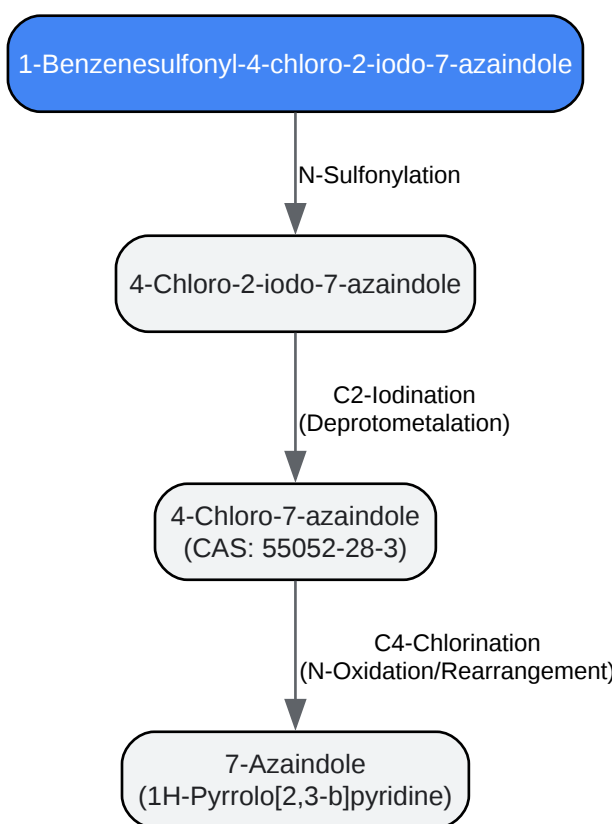 1-Benzenesulfonyl-4-chloro-2-iodo-7-azaindole
N-Sulfonylation
4-Chloro-2-iodo-7-azaindole
C2-Iodination
(Deprotometalation)
4-Chloro-7-azaindole
(CAS: 55052-28-3)
C4-Chlorination
(N-Oxidation/Rearrangement)
7-Azaindole
(1H-Pyrrolo[2,3-b]pyridine)